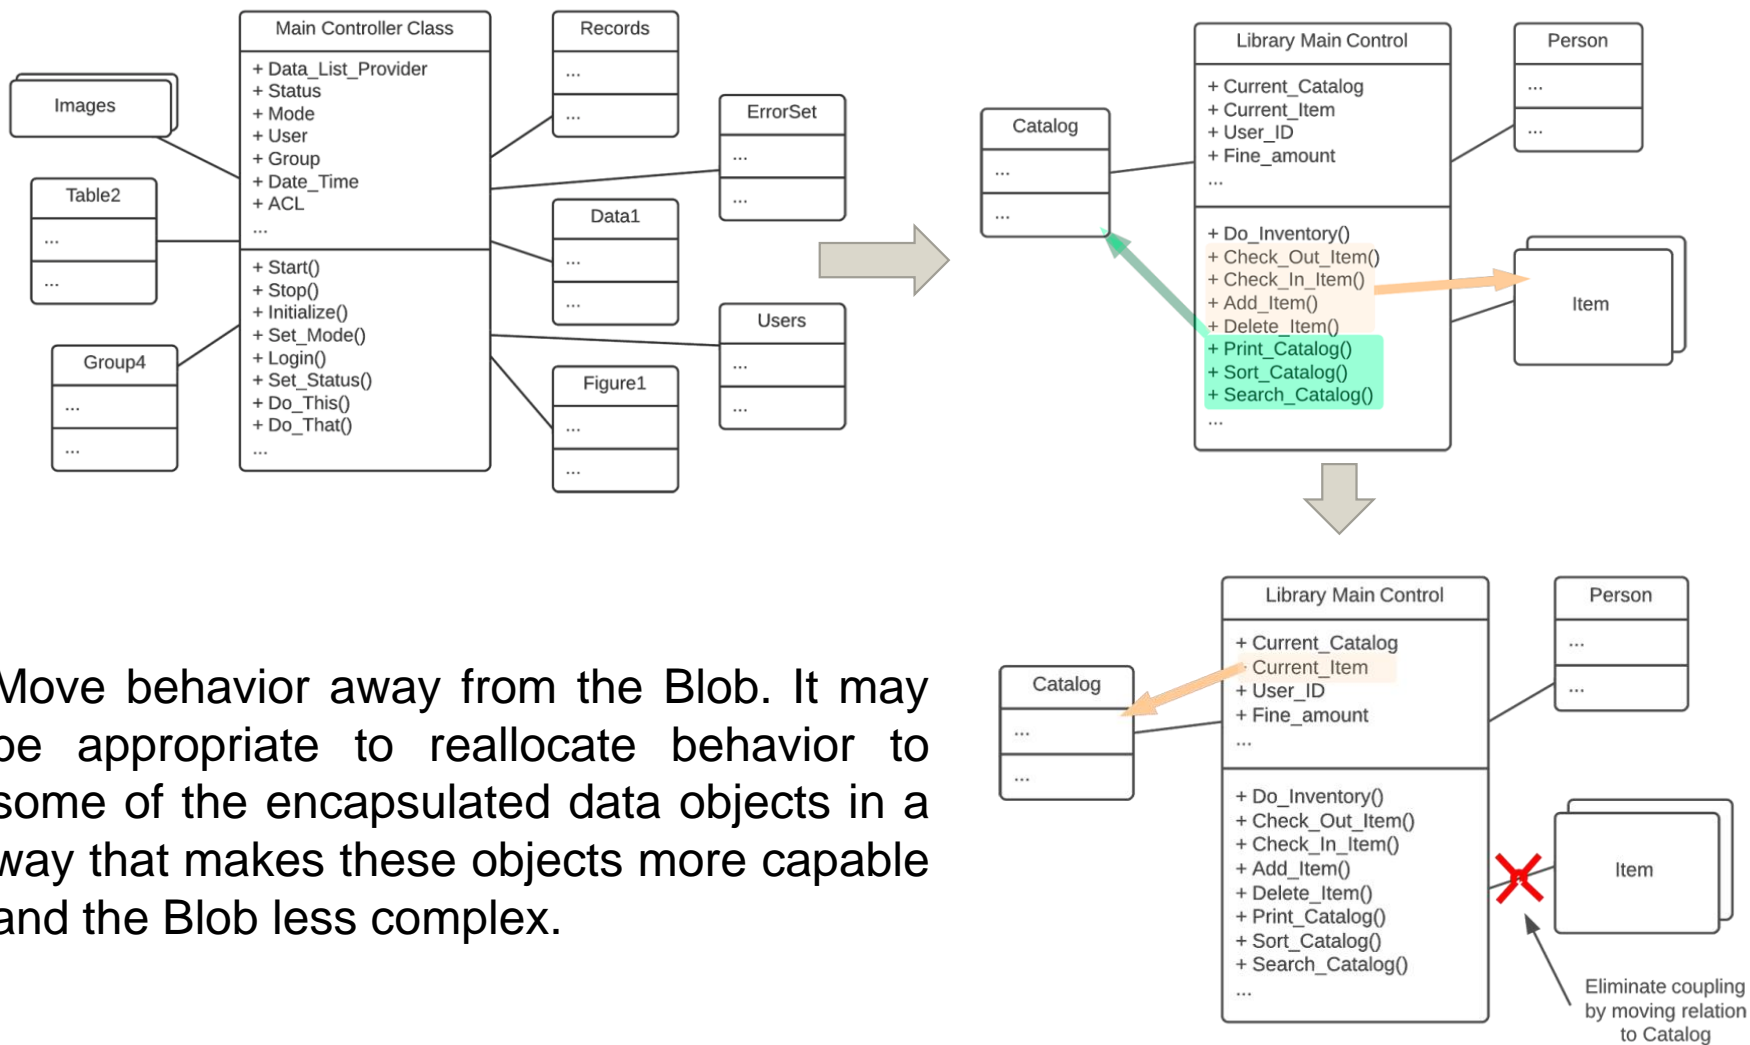 Main Controller Class
+ Data_List_Provider
+ Status
+ Mode
+ User
+ Group
+ Date_Time
+ ACL
...
+ Start()
+ Stop()
+ Initialize()
+ Set_Mode()
+ Login()
+ Set_Status()
+ Do_This()
+ Do_That()
...
Images
Table2
...
...
Group4
...
...
Records
...
...
ErrorSet
...
...
Data1
...
...
Users
...
...
Figure1
...
...
Library Main Control
+ Current_Catalog
+ Current_Item
+ User_ID
+ Fine_amount
...
+ Do_Inventory()
+ Check_Out_Item()
+ Check_In_Item()
+ Add_Item()
+ Delete_Item()
+ Print_Catalog()
+ Sort_Catalog()
+ Search_Catalog()
...
Catalog
...
...
Person
...
...
Item
Move behavior away from the Blob. It may
be appropriate to reallocate behavior to
some of the encapsulated data objects in a
way that makes these objects more capable
and the Blob less complex.
Library Main Control
+ Current_Catalog
Current_Item
+ User_ID
+ Fine_amount
...
+ Do_Inventory()
+ Check_Out_Item()
+ Check_In_Item()
+ Add_Item()
+ Delete_Item()
+ Print_Catalog()
+ Sort_Catalog()
+ Search_Catalog()
...
Catalog
...
...
Person
...
...
Item
Eliminate coupling
by moving relation
to Catalog